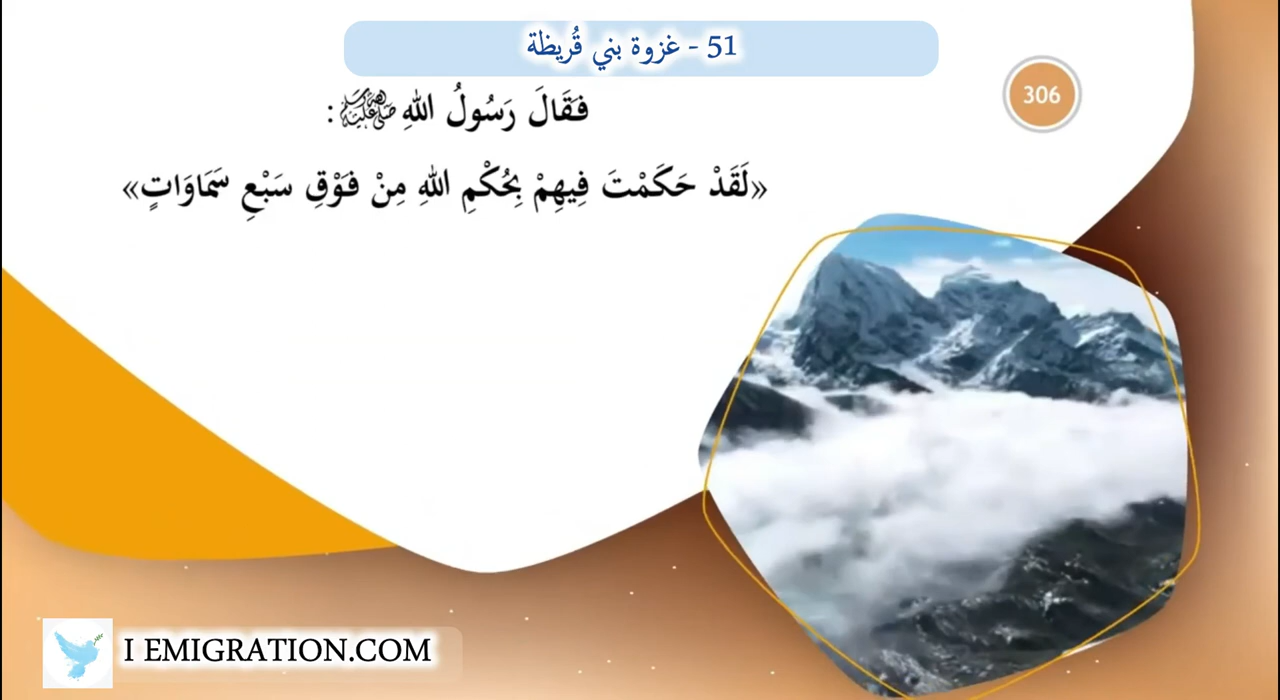 51 - غزوة بني قُريظة
306
فَقَالَ رَسُولُ اللهِ ﷺ :
«لَقَدْ حَكَمْتَ فِيهِمْ بِحُكْمِ اللهِ مِنْ فَوْقِ سَبْعِ سَمَاوَاتٍ»
I EMIGRATION.COM